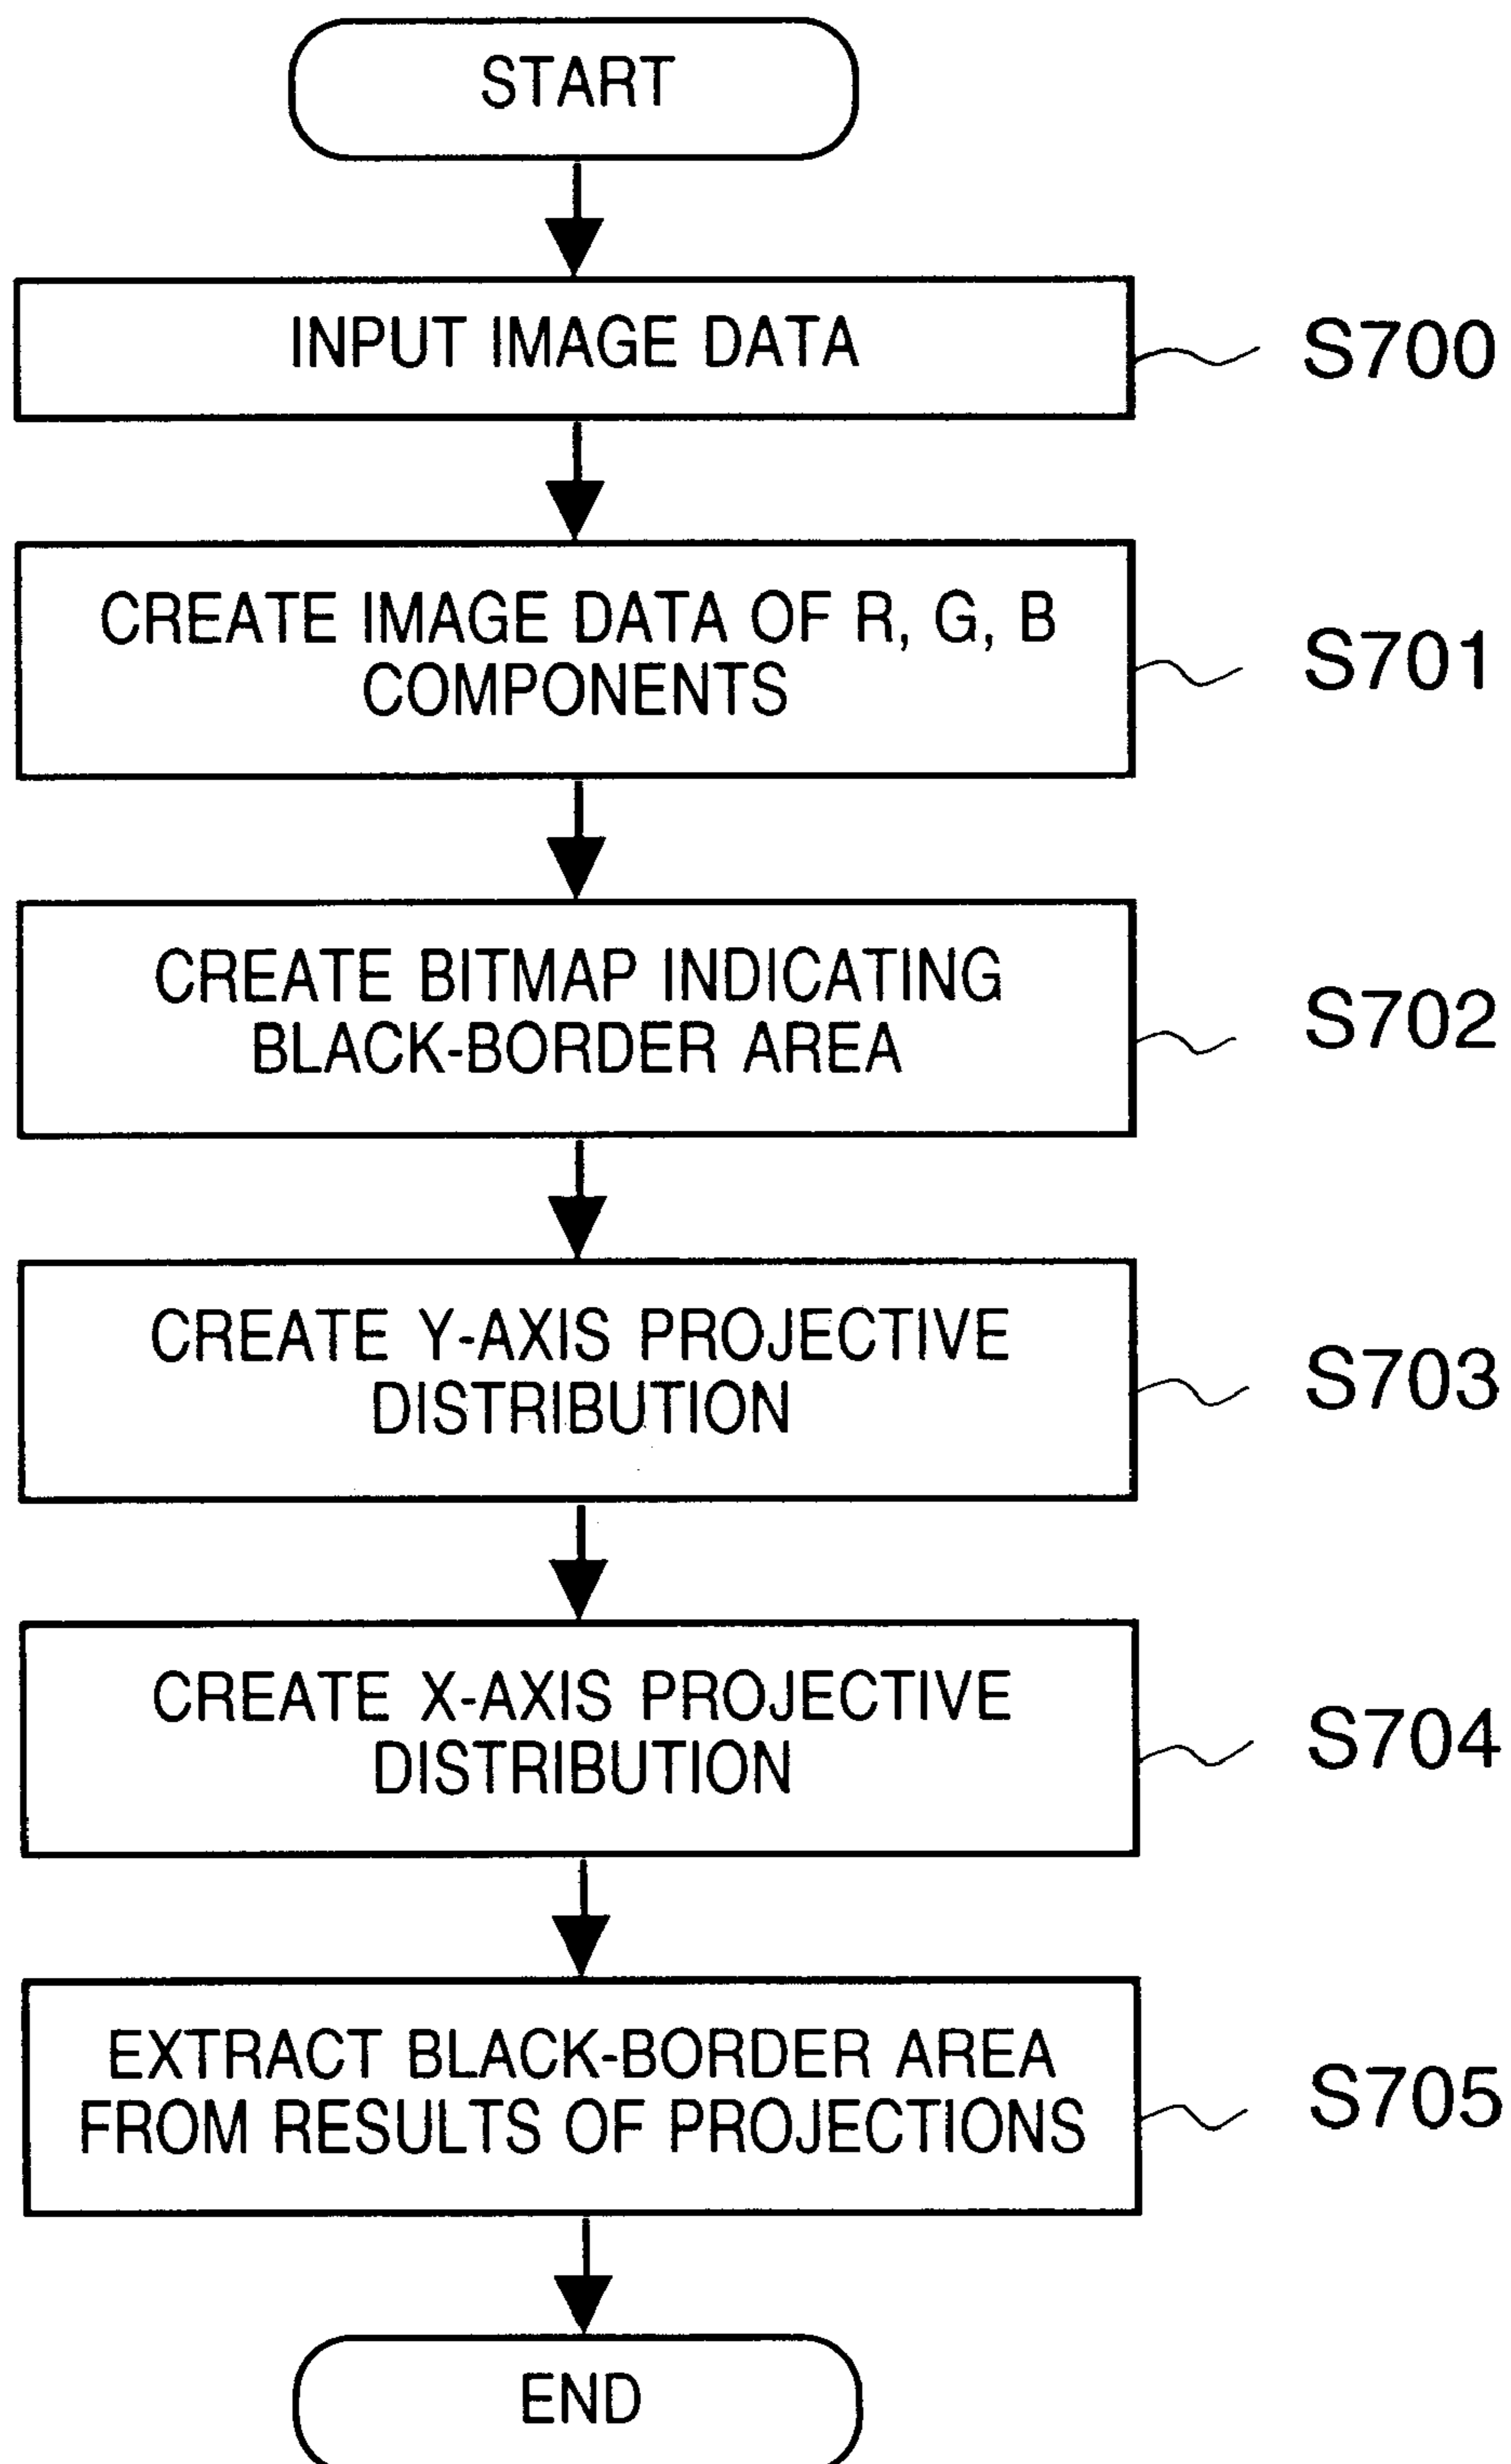 START
INPUT IMAGE DATA
S700
CREATE IMAGE DATA OF R, G, B
COMPONENTS
S701
CREATE BITMAP INDICATING
BLACK-BORDER AREA
S702
CREATE Y-AXIS PROJECTIVE
DISTRIBUTION
S703
CREATE X-AXIS PROJECTIVE
DISTRIBUTION
S704
EXTRACT BLACK-BORDER AREA
FROM RESULTS OF PROJECTIONS
S705
END